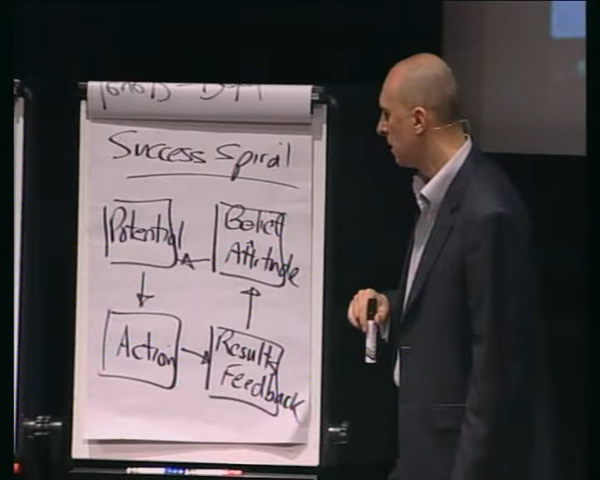 Success Spiral
Potential
Belief
Attitude
Action
Results
Feedback